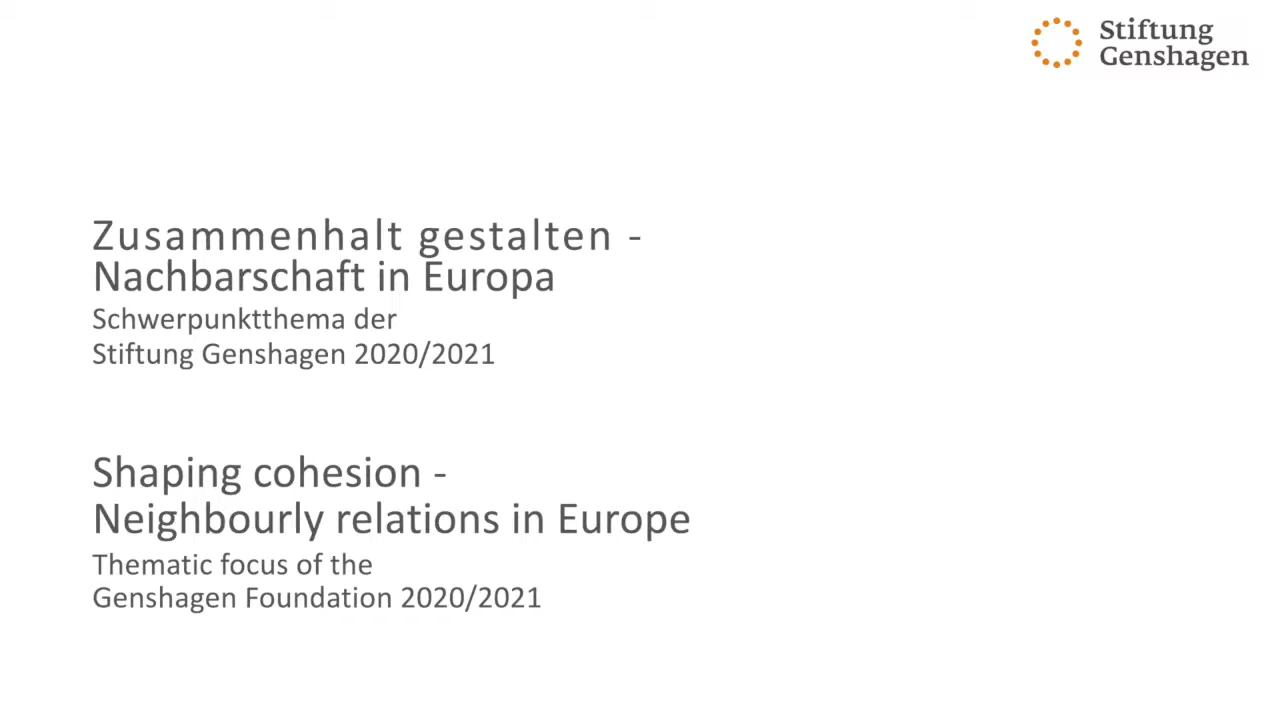 Stiftung
Genshagen
Zusammenhalt gestalten -
Nachbarschaft in Europa
Schwerpunktthema der
Stiftung Genshagen 2020/2021
Shaping cohesion -
Neighbourly relations in Europe
Thematic focus of the
Genshagen Foundation 2020/2021